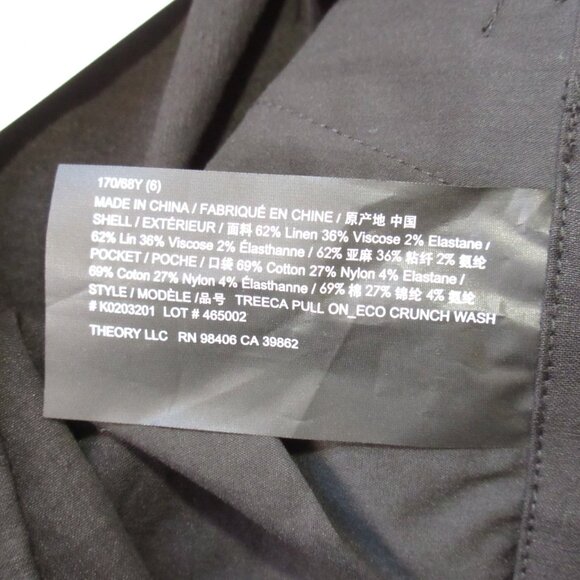 170/68Y (6)
MADE IN CHINA / FABRIQUÉ EN CHINE / 原产地 中国
SHELL / EXTÉRIEUR / 面料 62% Linen 36% Viscose 2% Elastane /
62% Lin 36% Viscose 2% Élasthanne / 62% 亚麻 36% 粘纤 2% 氨纶
POCKET / POCHE / 口袋 69% Cotton 27% Nylon 4% Elastane /
69% Coton 27% Nylon 4% Élasthanne / 69% 棉 27% 锦纶 4% 氨纶
STYLE / MODÈLE / 品号 TREECA PULL ON_ECO CRUNCH WASH
# K0203201 LOT # 465002
THEORY LLC RN 98406 CA 39862